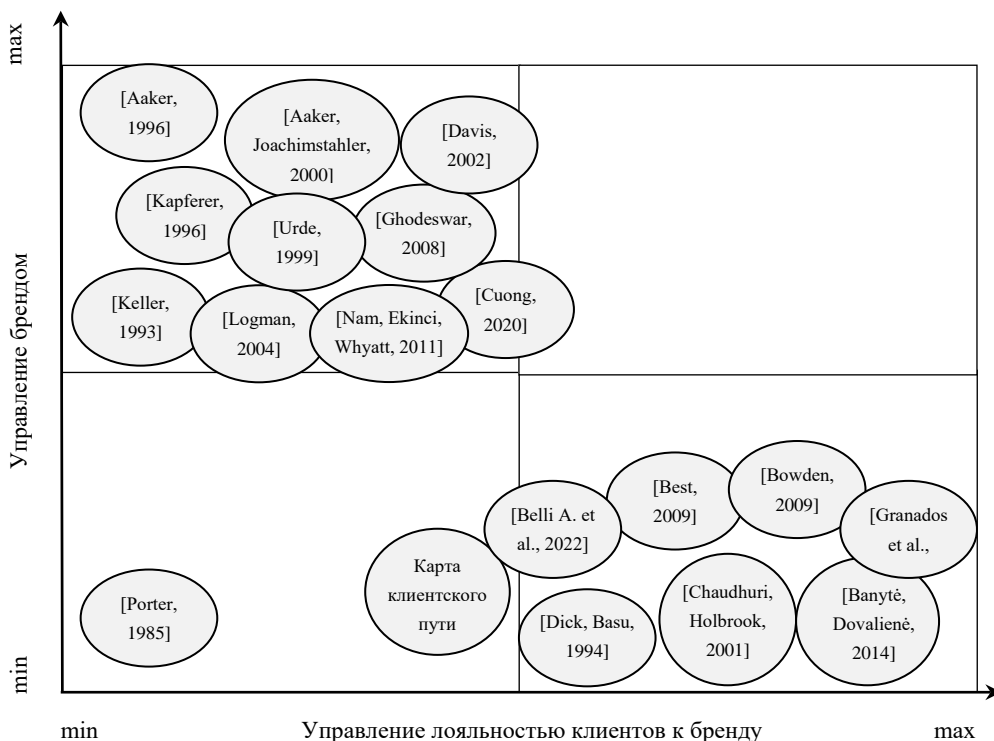 max
[Aaker,
1996]
[Aaker,
Joachimstahler,
2000]
[Davis,
2002]
[Kapferer,
1996]
[Urde,
1999]
[Ghodeswar,
2008]
[Keller,
1993]
[Logman,
2004]
[Nam, Ekinci,
Whyatt, 2011]
[Cuong,
2020]
Управление брендом
[Belli A. et
al., 2022]
[Best,
2009]
[Bowden,
2009]
[Granados
et al.,
Карта
клиентского
пути
[Porter,
1985]
[Dick, Basu,
1994]
[Chaudhuri,
Holbrook,
2001]
[Banytė,
Dovalienė,
2014]
min
min
Управление лояльностью клиентов к бренду
max